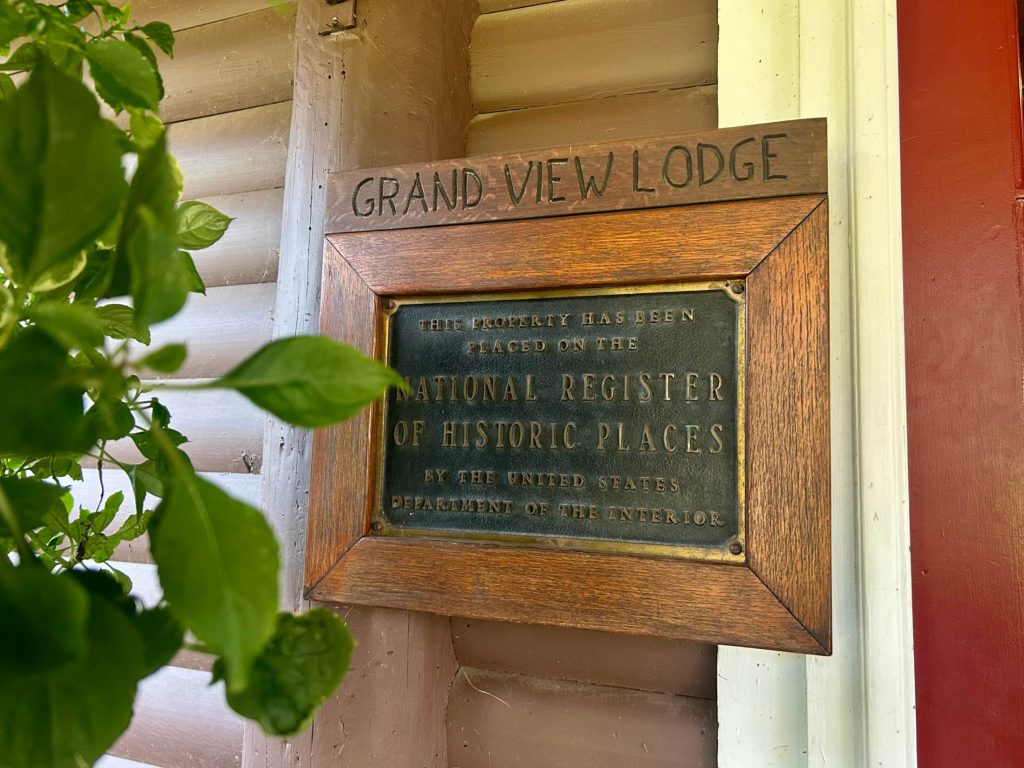 GRAND VIEW LODGE
THIS PROPERTY HAS BEEN
PLACED ON THE
NATIONAL REGISTER
OF HISTORIC PLACES
BY THE UNITED STATES
DEPARTMENT OF THE INTERIOR